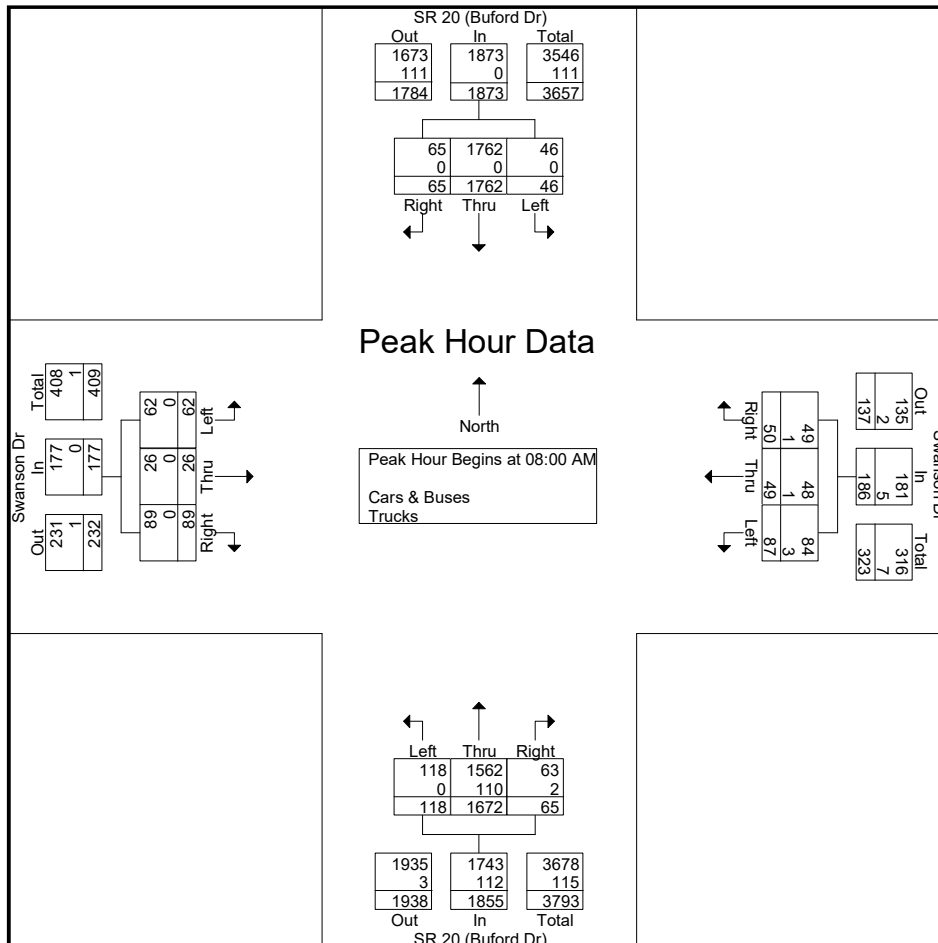 SR 20 (Buford Dr)
Out In Total
1673 1873 3546
111 0 111
1784 1873 3657
65 1762 46
0 0 0
65 1762 46
Right Thru Left
Peak Hour Data
North
Peak Hour Begins at 08:00 AM
Cars & Buses
Trucks
Swanson Dr
Out In Total
231 177 408
1 0 1
232 177 409
62 26 89
0 0 0
62 26 89
Left Thru Right
Swanson Dr
Out In Total
135 181 316
2 5 7
137 186 323
49 48 84
1 1 3
50 49 87
Right Thru Left
Left Thru Right
118 1562 63
0 110 2
118 1672 65
1935 1743 3678
3 112 115
1938 1855 3793
Out In Total
SR 20 (Buford Dr)